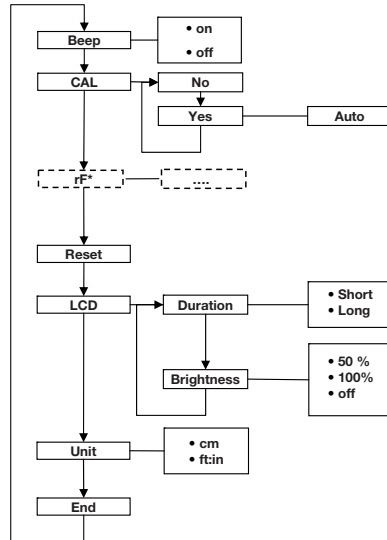 Beep
• on
• off
CAL
No
Yes
Auto
rF*
....
Reset
LCD
Duration
• Short
• Long
Brightness
• 50 %
• 100%
• off
Unit
• cm
• ft:in
End